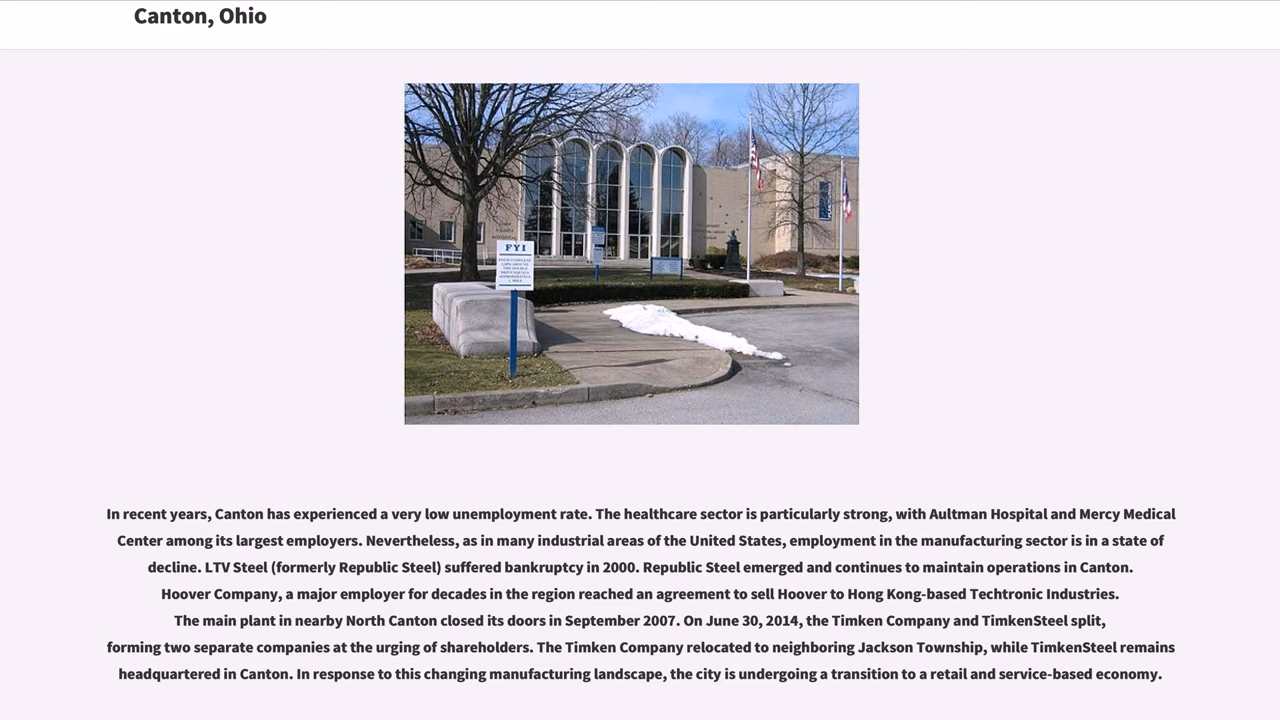 Canton, Ohio
FYI
In recent years, Canton has experienced a very low unemployment rate. The healthcare sector is particularly strong, with Aultman Hospital and Mercy Medical
Center among its largest employers. Nevertheless, as in many industrial areas of the United States, employment in the manufacturing sector is in a state of
decline. LTV Steel (formerly Republic Steel) suffered bankruptcy in 2000. Republic Steel emerged and continues to maintain operations in Canton.
Hoover Company, a major employer for decades in the region reached an agreement to sell Hoover to Hong Kong-based Techtronic Industries.
The main plant in nearby North Canton closed its doors in September 2007. On June 30, 2014, the Timken Company and TimkenSteel split,
forming two separate companies at the urging of shareholders. The Timken Company relocated to neighboring Jackson Township, while TimkenSteel remains
headquartered in Canton. In response to this changing manufacturing landscape, the city is undergoing a transition to a retail and service-based economy.